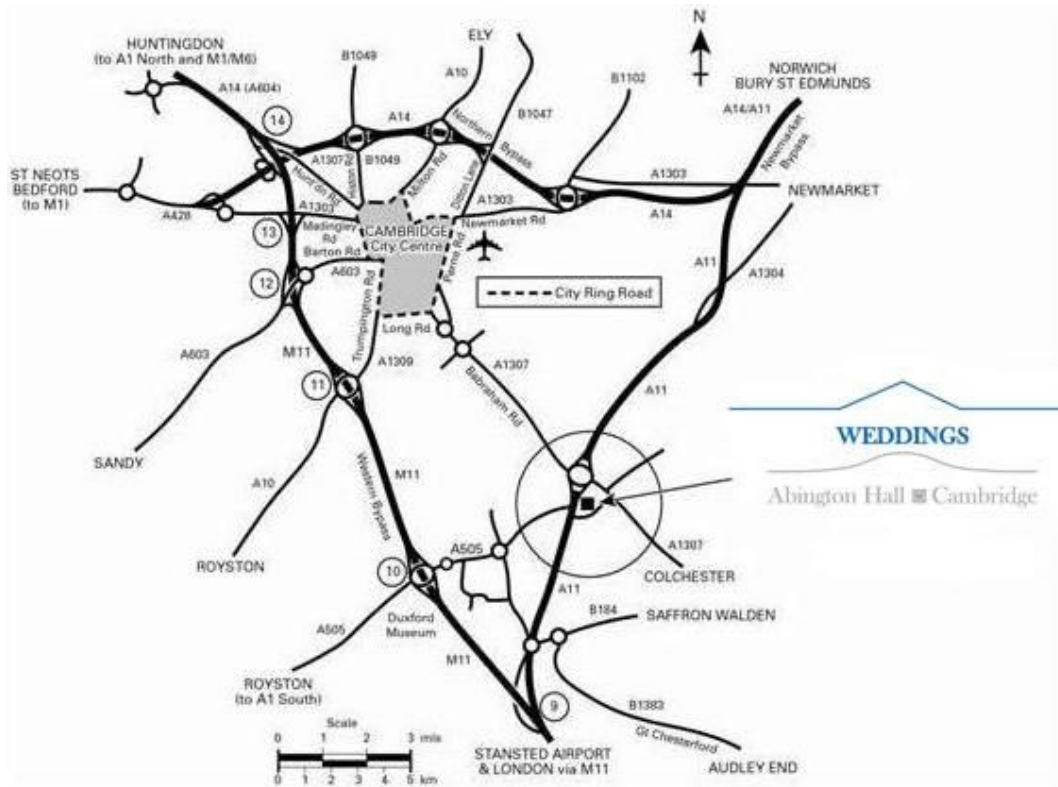 HUNTINGDON
(to A1 North and M1/M6)
B1049
ELY
A10
N
B1047
B1102
NORWICH
BURY ST EDMUNDS
A14/A11
Newmarket
Bypass
A14 (A604)
14
A14
Northern
Bypass
A1307
Hunt'dn Rd
Histon Rd
B1049
Milton Rd
Ditton Lane
A1303
NEWMARKET
ST NEOTS
BEDFORD
(to M1)
A428
A1303
Madingley
Rd
13
CAMBRIDGE
City Centre
A1303
Newmarket Rd
A14
Barton Rd
A603
12
Perne Rd
City Ring Road
A11
A1304
Trumpington Rd
Long Rd
A603
M11
A1309
A1307
11
Babraham Rd
A11
WEDDINGS
Abington Hall Cambridge
SANDY
A10
Western Bypass
M11
ROYSTON
A505
A1307
COLCHESTER
10
A11
B184
SAFFRON WALDEN
Duxford
Museum
A505
M11
ROYSTON
(to A1 South)
9
B1383
Gt Chesterford
AUDLEY END
Scale
0 1 2 3 mls
0 1 2 3 4 5 km
STANSTED AIRPORT
& LONDON via M11